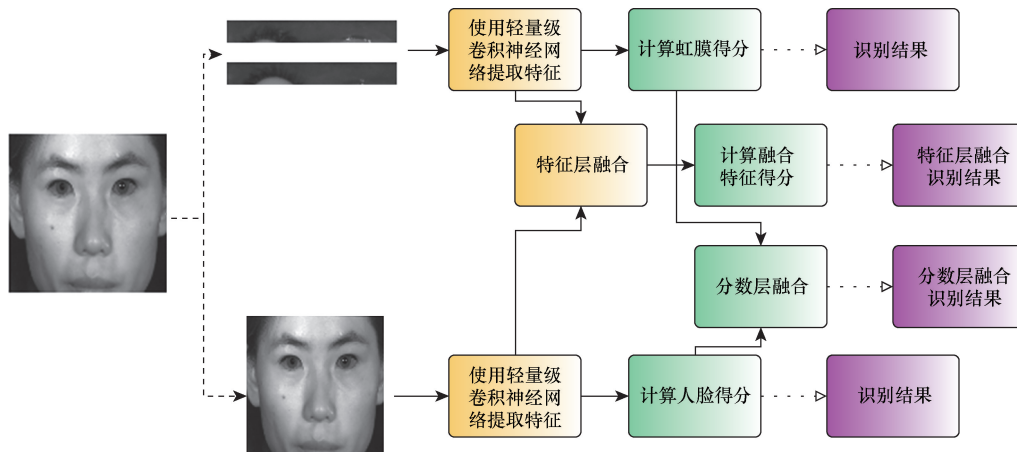 使用轻量级
卷积神经网
络提取特征
计算虹膜得分
识别结果
特征层融合
计算融合
特征得分
特征层融合
识别结果
分数层融合
分数层融合
识别结果
使用轻量级
卷积神经网
络提取特征
计算人脸得分
识别结果